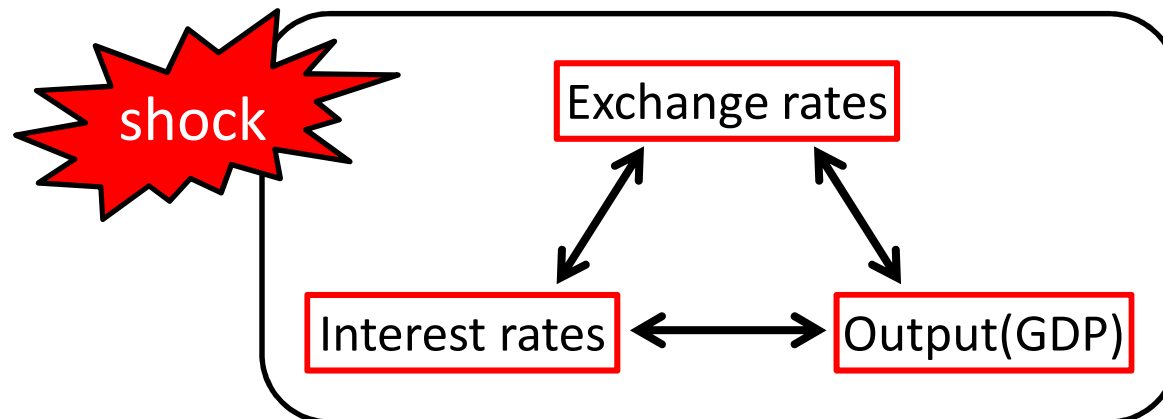 shock
Exchange rates
Interest rates
Output(GDP)